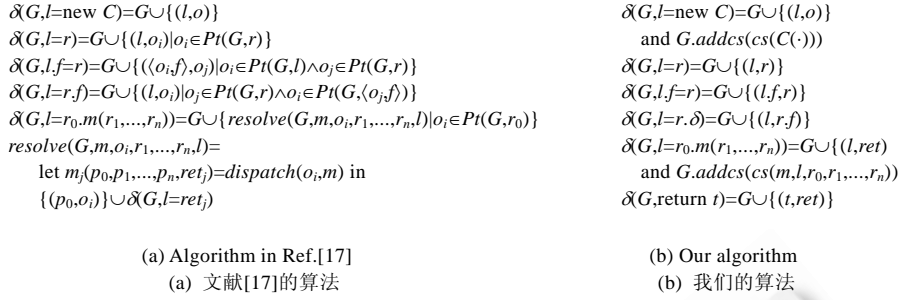 δ(G,l=new C)=G∪{(l,o)}
δ(G,l=r)=G∪{(l,oᵢ)|oᵢ∈Pt(G,r)}
δ(G,l.f=r)=G∪{(⟨oᵢ,f⟩,oⱼ)|oᵢ∈Pt(G,l)∧oⱼ∈Pt(G,r)}
δ(G,l=r.f)=G∪{(l,oᵢ)|oⱼ∈Pt(G,r)∧oᵢ∈Pt(G,⟨oⱼ,f⟩)}
δ(G,l=r₀.m(r₁,...,rₙ))=G∪{resolve(G,m,oᵢ,r₁,...,rₙ,l)|oᵢ∈Pt(G,r₀)}
resolve(G,m,oᵢ,r₁,...,rₙ,l)=
let mⱼ(p₀,p₁,...,pₙ,retⱼ)=dispatch(oᵢ,m) in
{(p₀,oᵢ)}∪δ(G,l=retⱼ)
(a) Algorithm in Ref.[17]
(a) 文献[17]的算法
δ(G,l=new C)=G∪{(l,o)}
and G.addcs(cs(C(·)))
δ(G,l=r)=G∪{(l,r)}
δ(G,l.f=r)=G∪{(l.f,r)}
δ(G,l=r.δ)=G∪{(l,r.f)}
δ(G,l=r₀.m(r₁,...,rₙ))=G∪{(l,ret)
and G.addcs(cs(m,l,r₀,r₁,...,rₙ))
δ(G,return t)=G∪{(t,ret)}
(b) Our algorithm
(b) 我们的算法